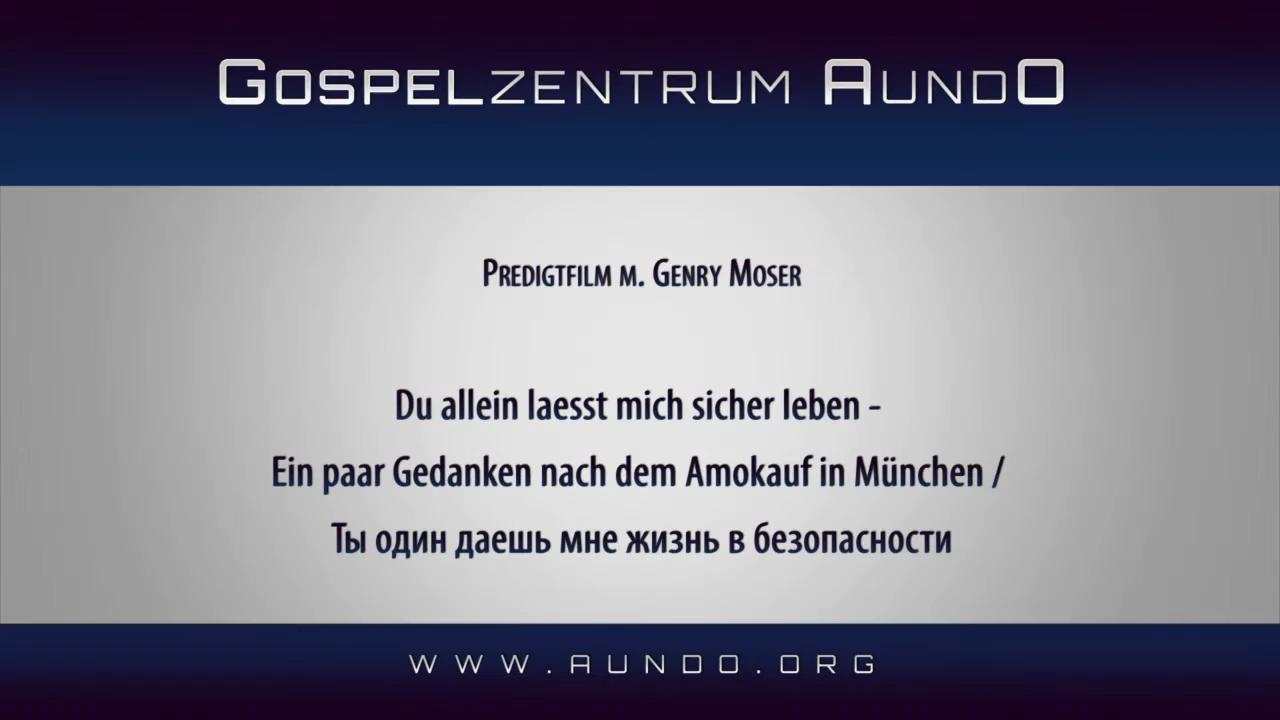 GOSPELZENTRUM AUNDO
PREDIGTFILM M. GENRY MOSER
Du allein laesst mich sicher leben -
Ein paar Gedanken nach dem Amokauf in München /
Ты один даешь мне жизнь в безопасности
WWW.AUNDO.ORG